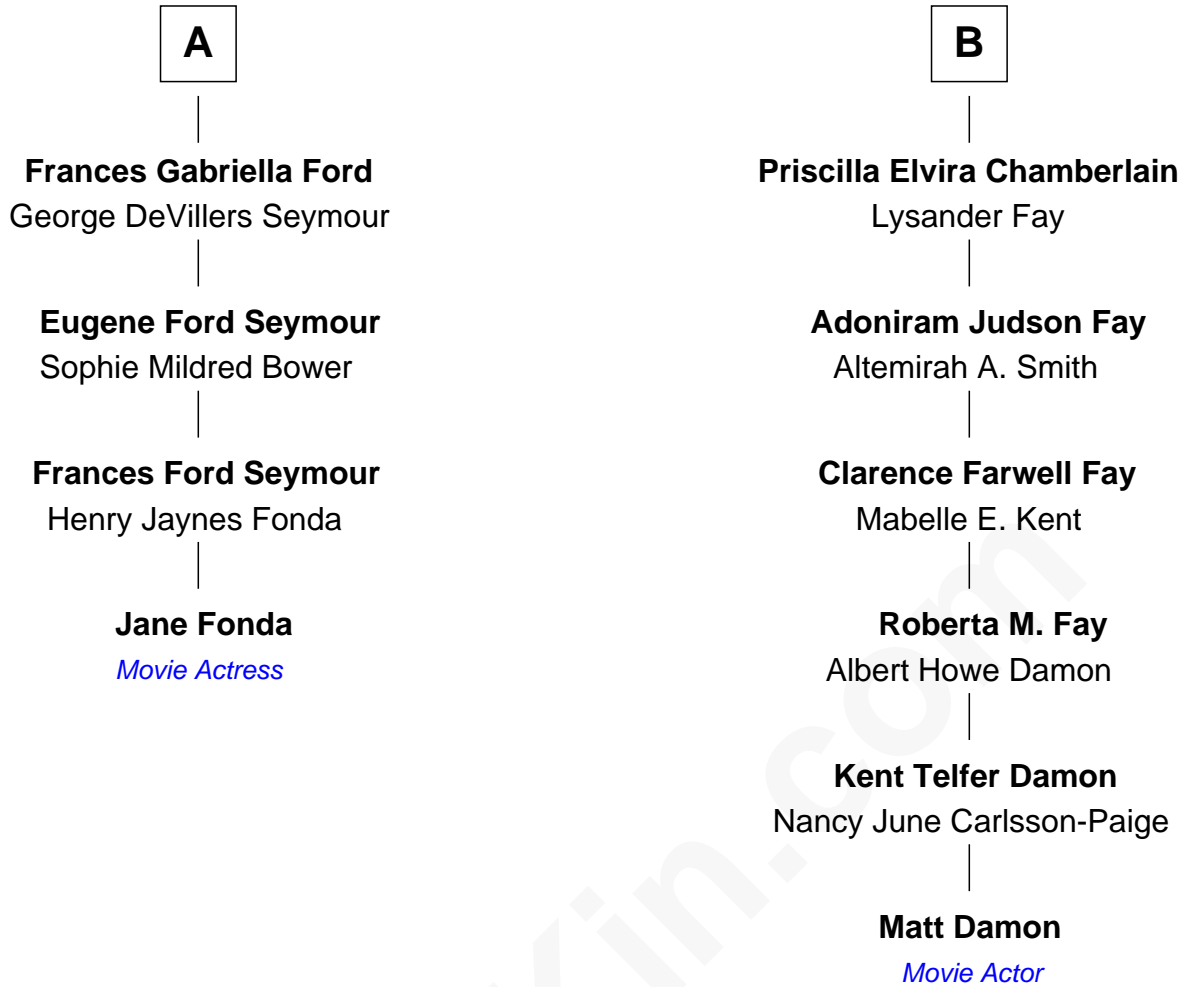 A
Frances Gabriella Ford
George DeVillers Seymour
Eugene Ford Seymour
Sophie Mildred Bower
Frances Ford Seymour
Henry Jaynes Fonda
Jane Fonda
Movie Actress
B
Priscilla Elvira Chamberlain
Lysander Fay
Adoniram Judson Fay
Altemirah A. Smith
Clarence Farwell Fay
Mabelle E. Kent
Roberta M. Fay
Albert Howe Damon
Kent Telfer Damon
Nancy June Carlsson-Paige
Matt Damon
Movie Actor
Kin.com